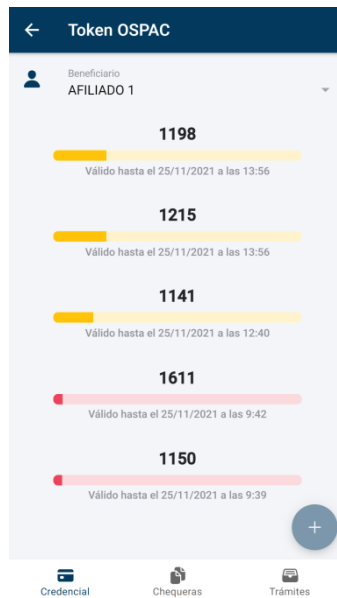 Token OSPAC
Beneficiario
AFILIADO 1
1198
Válido hasta el 25/11/2021 a las 13:56
1215
Válido hasta el 25/11/2021 a las 13:56
1141
Válido hasta el 25/11/2021 a las 12:40
1611
Válido hasta el 25/11/2021 a las 9:42
1150
Válido hasta el 25/11/2021 a las 9:39
Credencial Chequeras Trámites